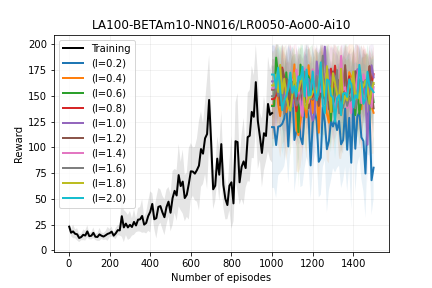 LA100-BETAm10-NN016/LR0050-Ao00-Ai10
Reward
200
175
150
125
100
75
50
25
0
Training
(l=0.2)
(l=0.4)
(l=0.6)
(l=0.8)
(l=1.0)
(l=1.2)
(l=1.4)
(l=1.6)
(l=1.8)
(l=2.0)
0 200 400 600 800 1000 1200 1400
Number of episodes